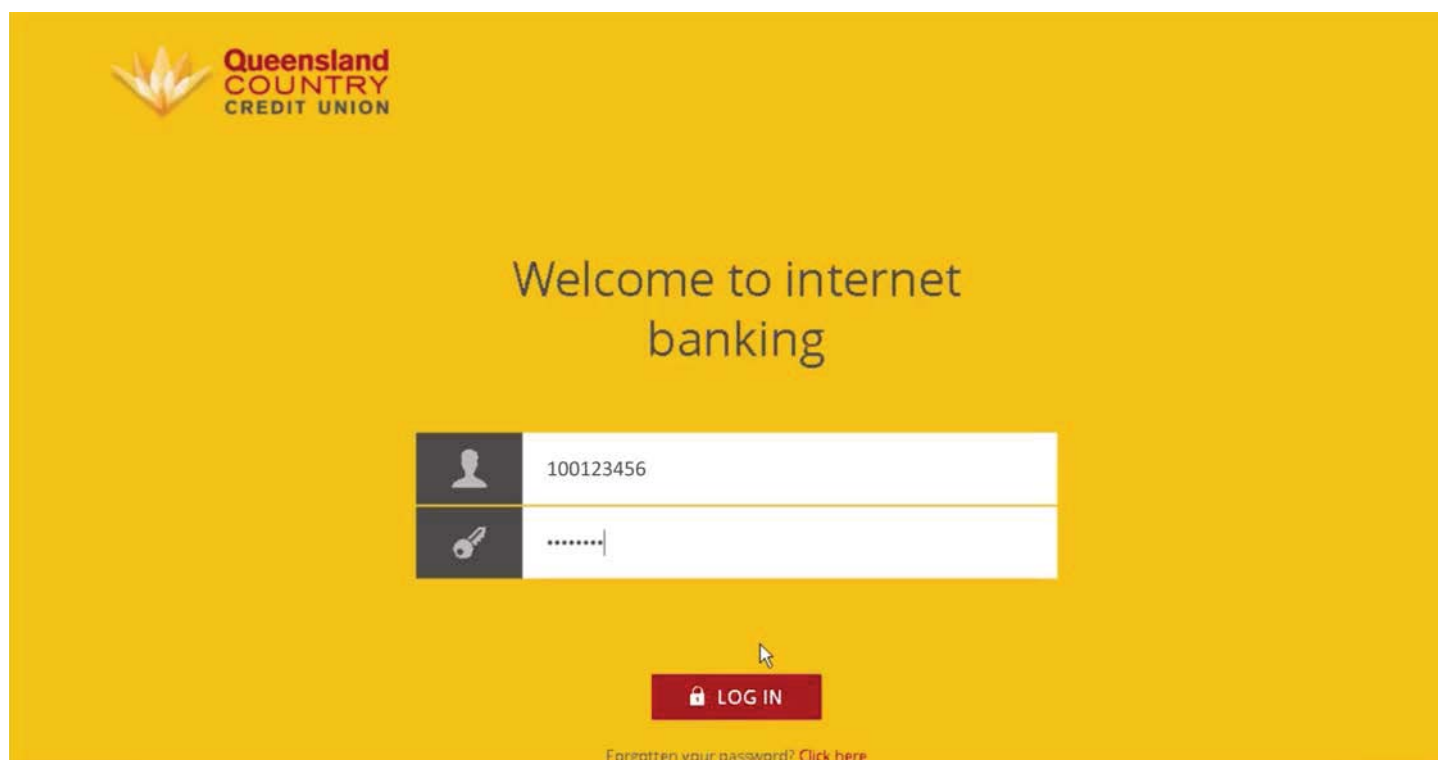 Queensland
COUNTRY
CREDIT UNION
Welcome to internet
banking
100123456
••••••••
LOG IN
Forgotten your password? Click here